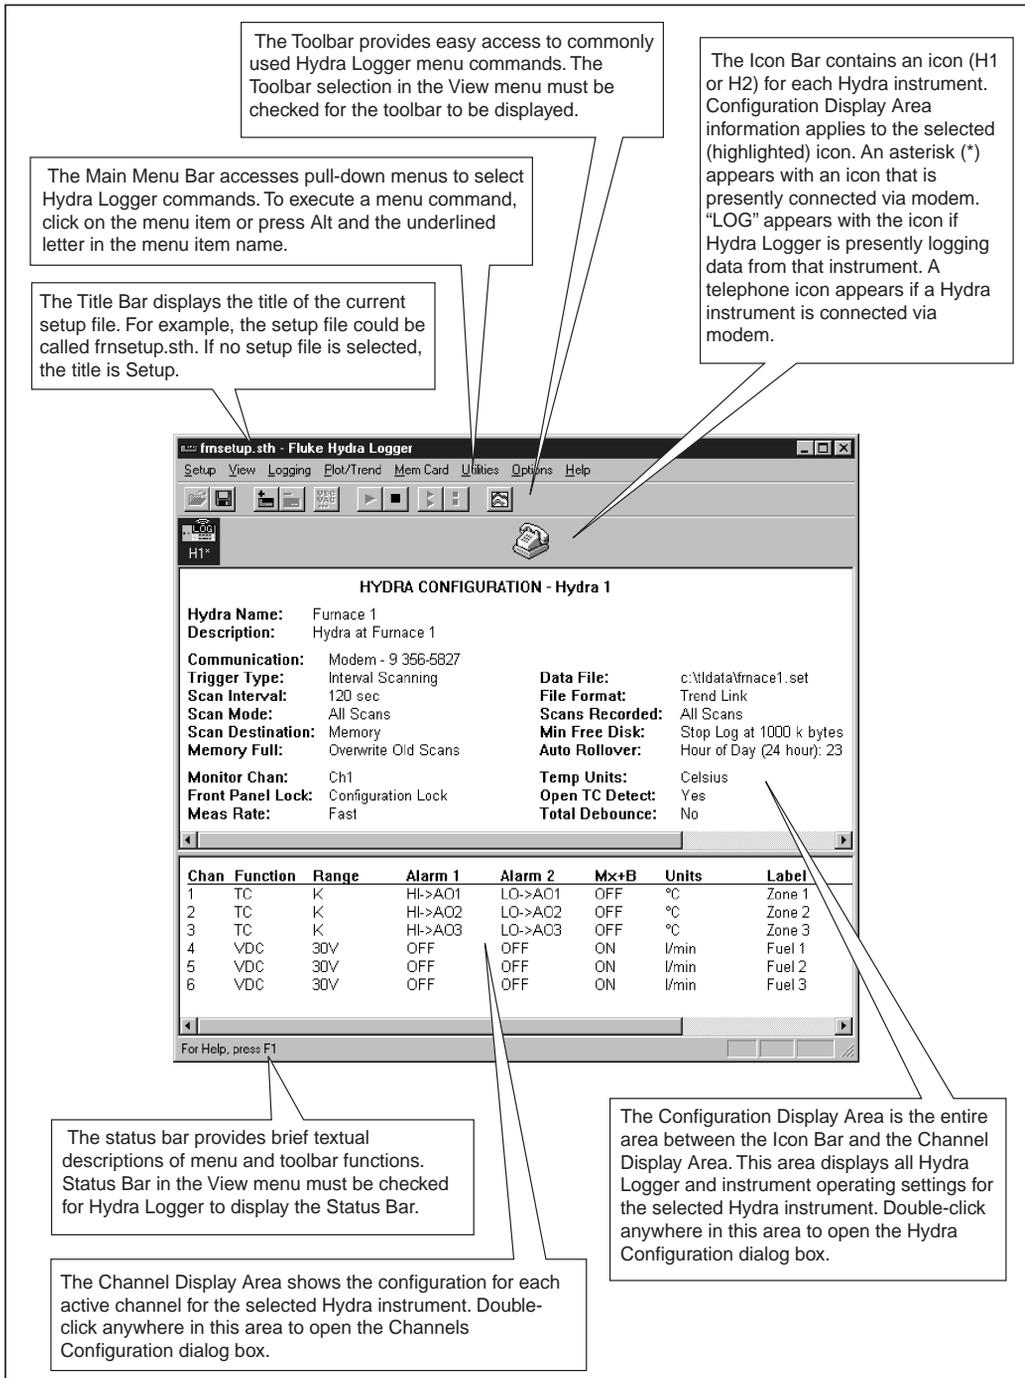 The Toolbar provides easy access to commonly
used Hydra Logger menu commands. The
Toolbar selection in the View menu must be
checked for the toolbar to be displayed.
The Icon Bar contains an icon (H1
or H2) for each Hydra instrument.
Configuration Display Area
information applies to the selected
(highlighted) icon. An asterisk (*)
appears with an icon that is
presently connected via modem.
“LOG” appears with the icon if
Hydra Logger is presently logging
data from that instrument. A
telephone icon appears if a Hydra
instrument is connected via
modem.
The Main Menu Bar accesses pull-down menus to select
Hydra Logger commands. To execute a menu command,
click on the menu item or press Alt and the underlined
letter in the menu item name.
The Title Bar displays the title of the current
setup file. For example, the setup file could be
called frnsetup.sth. If no setup file is selected,
the title is Setup.
frnsetup.sth - Fluke Hydra Logger
Setup View Logging Plot/Trend Mem Card Utilities Options Help
VDC
VAC
LOG
H1*
HYDRA CONFIGURATION - Hydra 1
Hydra Name: Furnace 1
Description: Hydra at Furnace 1
Communication: Modem - 9 356-5827
Trigger Type: Interval Scanning Data File: c:\tldata\frnace1.set
Scan Interval: 120 sec File Format: Trend Link
Scan Mode: All Scans Scans Recorded: All Scans
Scan Destination: Memory Min Free Disk: Stop Log at 1000 k bytes
Memory Full: Overwrite Old Scans Auto Rollover: Hour of Day (24 hour): 23
Monitor Chan: Ch1 Temp Units: Celsius
Front Panel Lock: Configuration Lock Open TC Detect: Yes
Meas Rate: Fast Total Debounce: No
Chan Function Range Alarm 1 Alarm 2 Mx+B Units Label
1 TC K HI->AO1 LO->AO1 OFF °C Zone 1
2 TC K HI->AO2 LO->AO2 OFF °C Zone 2
3 TC K HI->AO3 LO->AO3 OFF °C Zone 3
4 VDC 30V OFF OFF ON l/min Fuel 1
5 VDC 30V OFF OFF ON l/min Fuel 2
6 VDC 30V OFF OFF ON l/min Fuel 3
For Help, press F1
The status bar provides brief textual
descriptions of menu and toolbar functions.
Status Bar in the View menu must be checked
for Hydra Logger to display the Status Bar.
The Configuration Display Area is the entire
area between the Icon Bar and the Channel
Display Area. This area displays all Hydra
Logger and instrument operating settings for
the selected Hydra instrument. Double-click
anywhere in this area to open the Hydra
Configuration dialog box.
The Channel Display Area shows the configuration for each
active channel for the selected Hydra instrument. Double-
click anywhere in this area to open the Channels
Configuration dialog box.